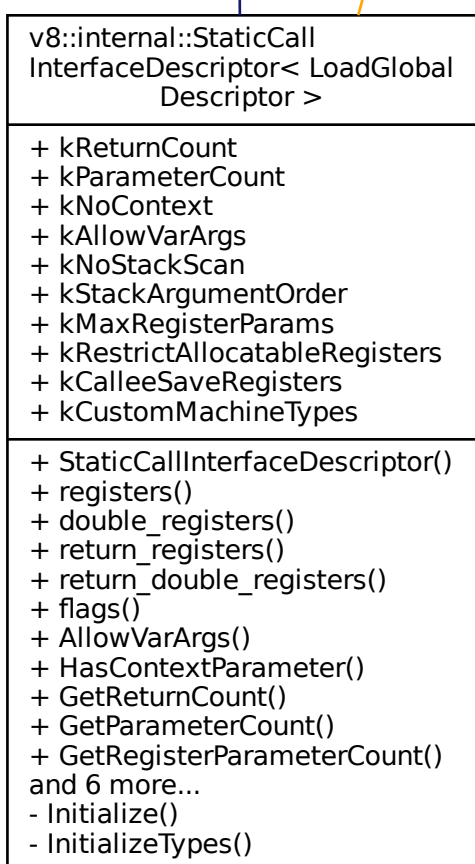 v8::internal::StaticCall
InterfaceDescriptor< LoadGlobal
Descriptor >
+ kReturnCount
+ kParameterCount
+ kNoContext
+ kAllowVarArgs
+ kNoStackScan
+ kStackArgumentOrder
+ kMaxRegisterParams
+ kRestrictAllocatableRegisters
+ kCalleeSaveRegisters
+ kCustomMachineTypes
+ StaticCallInterfaceDescriptor()
+ registers()
+ double_registers()
+ return_registers()
+ return_double_registers()
+ flags()
+ AllowVarArgs()
+ HasContextParameter()
+ GetReturnCount()
+ GetParameterCount()
+ GetRegisterParameterCount()
and 6 more...
- Initialize()
- InitializeTypes()